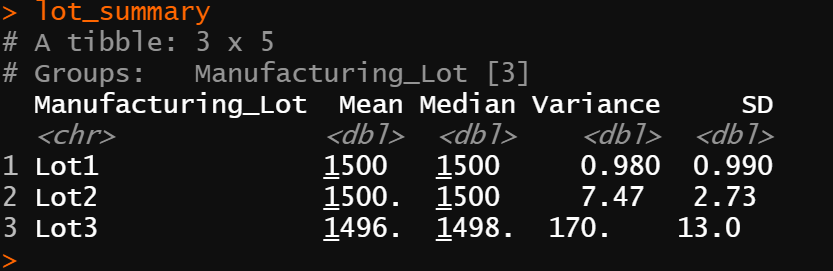 > lot_summary
# A tibble: 3 x 5
# Groups:   Manufacturing_Lot [3]
  Manufacturing_Lot  Mean Median Variance     SD
  <chr>             <dbl>  <dbl>    <dbl>  <dbl>
1 Lot1              1500   1500     0.980  0.990
2 Lot2              1500.  1500     7.47   2.73
3 Lot3              1496.  1498.  170.    13.0
>